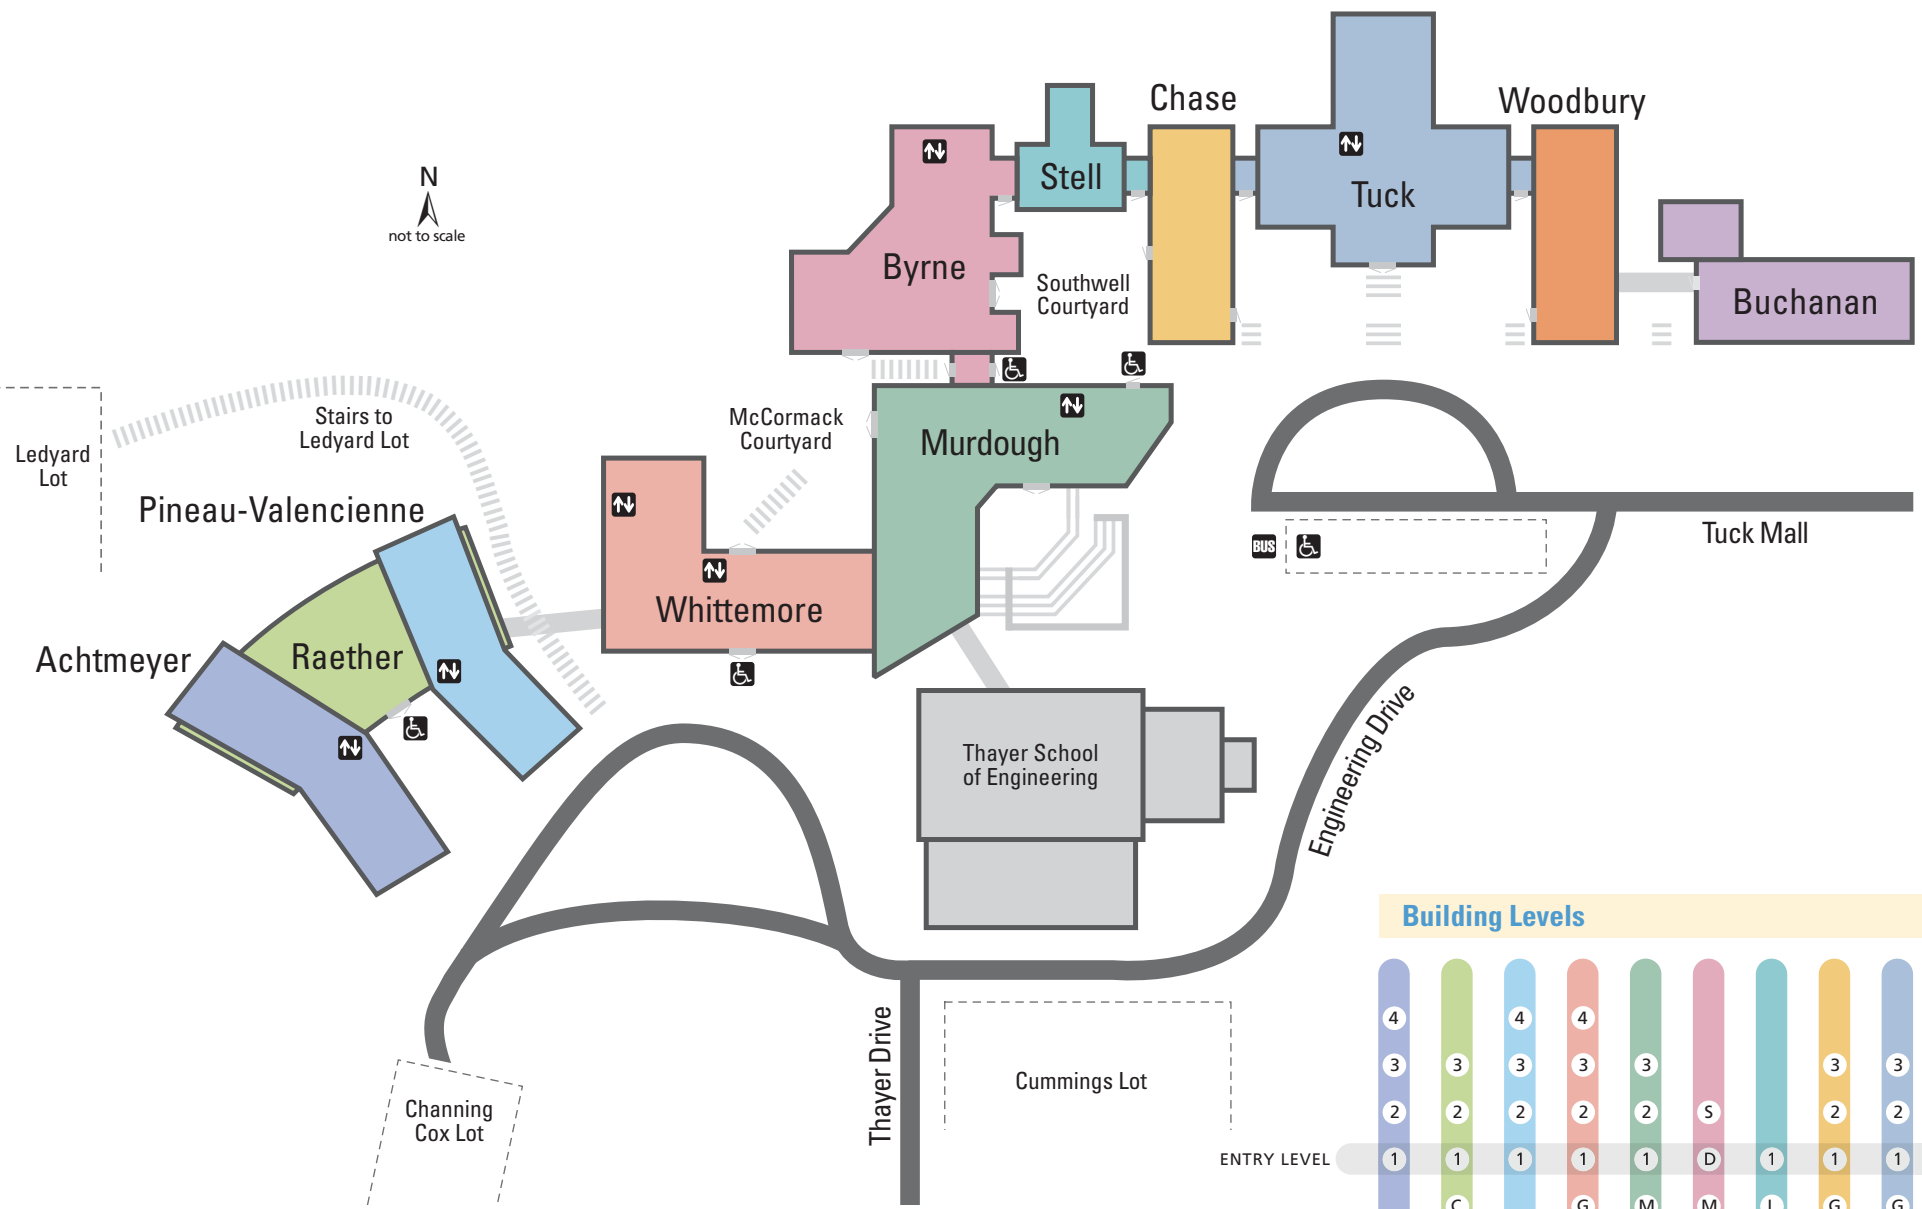 Chase
Woodbury
N
not to scale
Stell
Tuck
Byrne
Southwell
Courtyard
Buchanan
Stairs to
Ledyard Lot
McCormack
Courtyard
Murdough
Ledyard
Lot
Pineau-Valencienne
BUS
Tuck Mall
Whittemore
Achtmeyer
Raether
Thayer School
of Engineering
Engineering Drive
Building Levels
Thayer Drive
Cummings Lot
Channing
Cox Lot
4 4 4
3 3 3 3 3 3 3
2 2 2 2 2 S 2 2
ENTRY LEVEL 1 1 1 1 1 D 1 1 1
C G M M L G G